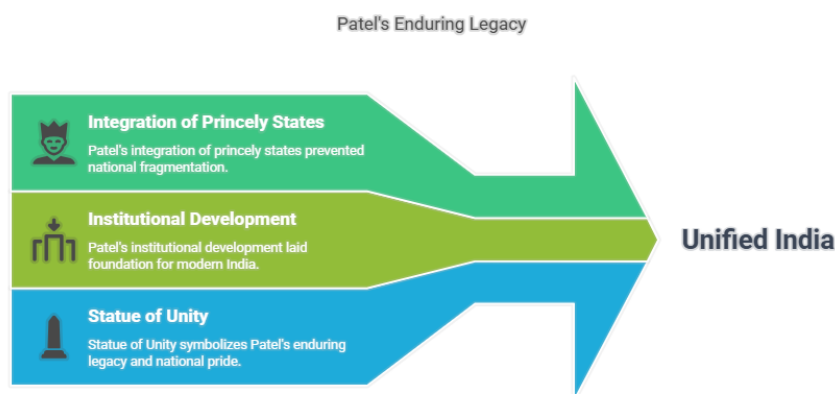 Patel's Enduring Legacy
Integration of Princely States
Patel's integration of princely states prevented
national fragmentation.
Institutional Development
Patel's institutional development laid
foundation for modern India.
Statue of Unity
Statue of Unity symbolizes Patel's enduring
legacy and national pride.
Unified India